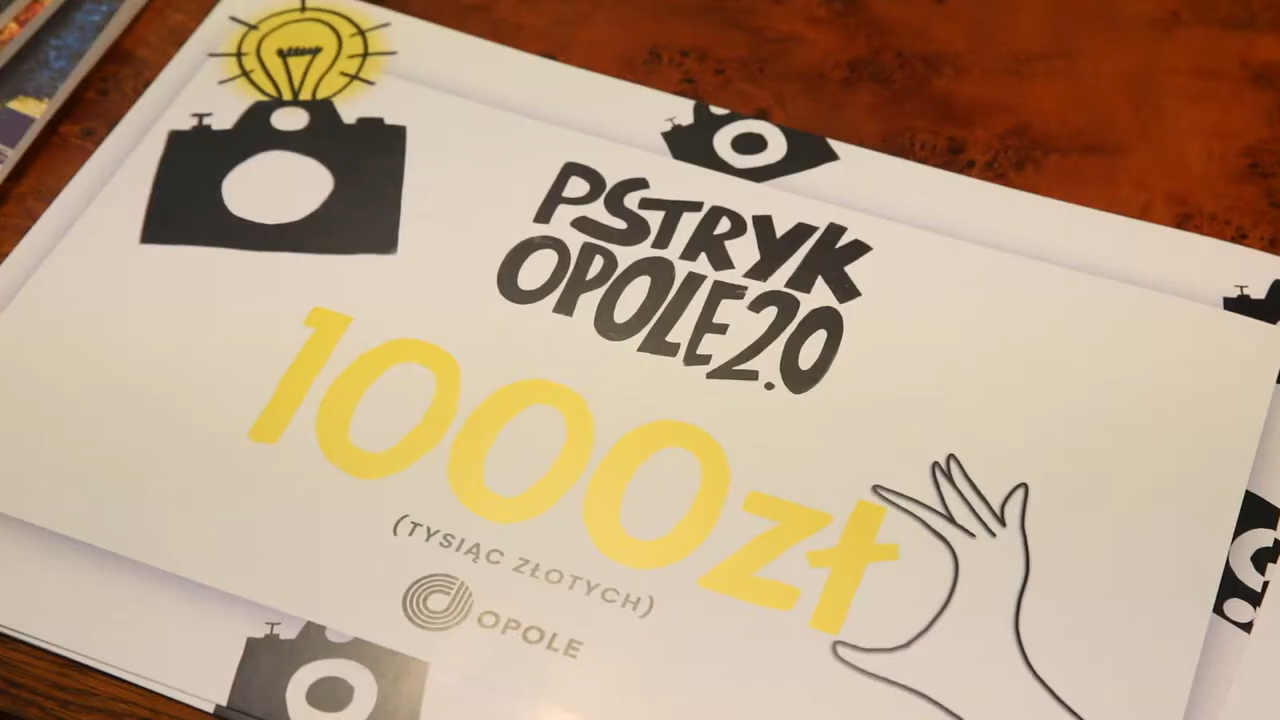 PSTRYK
OPOLE 2.0
1000zł
(TYSIĄC ZŁOTYCH)
OPOLE